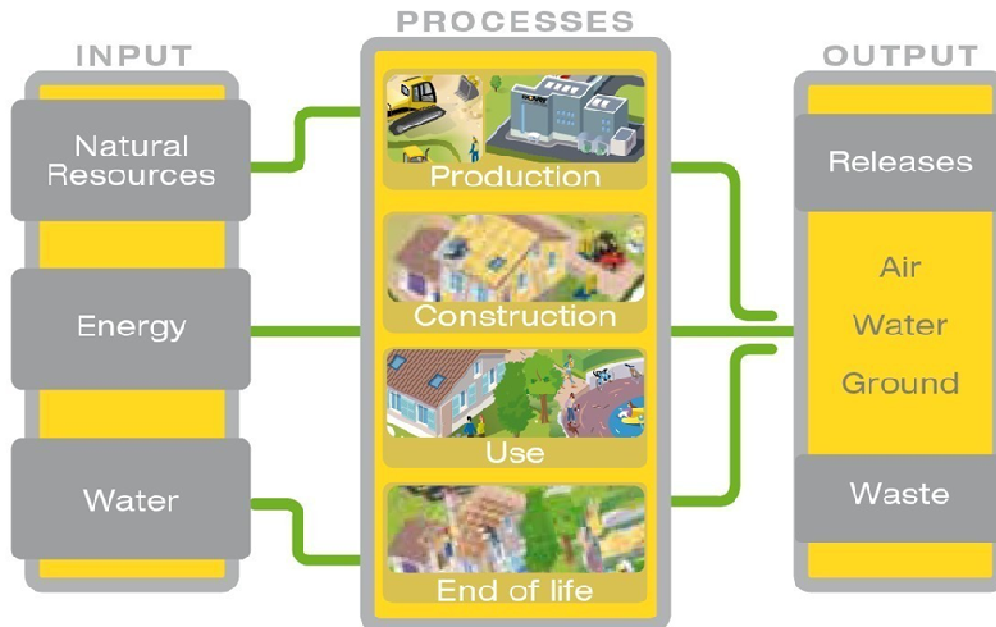 INPUT
Natural
Resources
Energy
Water
PROCESSES
Production
Construction
Use
End of life
OUTPUT
Releases
Air
Water
Ground
Waste